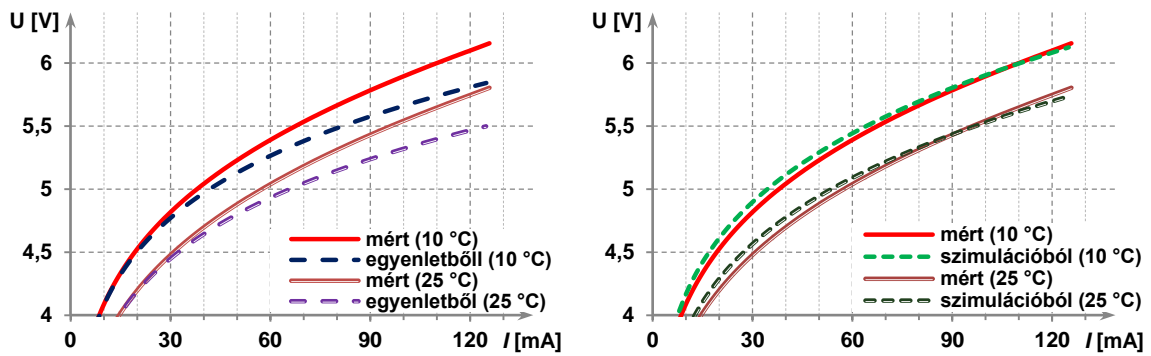 U [V]
6
5,5
5
4,5
4
0 30 60 90 120 I [mA]
mért (10 °C)
egyenletbőll (10 °C)
mért (25 °C)
egyenletből (25 °C)
U [V]
6
5,5
5
4,5
4
0 30 60 90 120 I [mA]
mért (10 °C)
szimulációból (10 °C)
mért (25 °C)
szimulációból (25 °C)